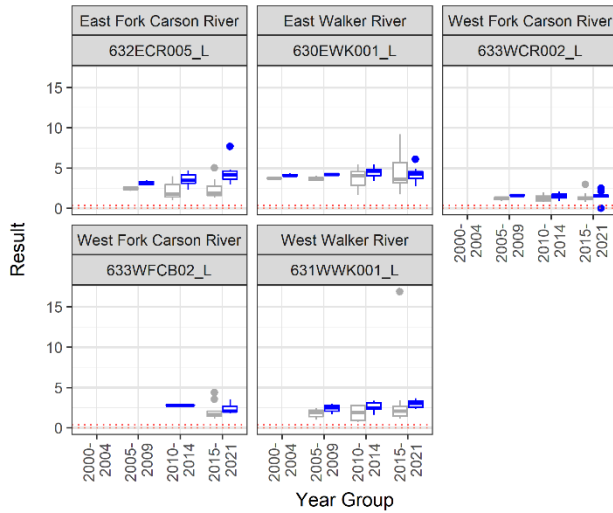 East Fork Carson River
East Walker River
West Fork Carson River
632ECR005_L
630EWK001_L
633WCR002_L
15
10
5
0
2000-
2004
2005-
2009
2010-
2014
2015-
2021
West Fork Carson River
West Walker River
633WFCB02_L
631WWK001_L
15
10
5
0
2000-
2004
2005-
2009
2010-
2014
2015-
2021
2000-
2004
2005-
2009
2010-
2014
2015-
2021
Result
Year Group